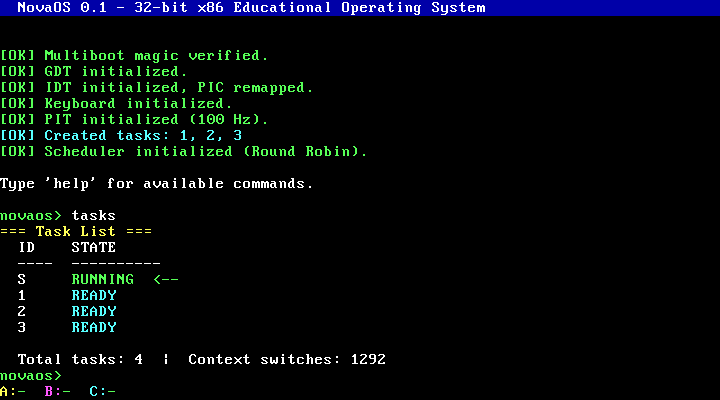 NovaOS 0.1 - 32-bit x86 Educational Operating System
[OK] Multiboot magic verified.
[OK] GDT initialized.
[OK] IDT initialized, PIC remapped.
[OK] Keyboard initialized.
[OK] PIT initialized (100 Hz).
[OK] Created tasks: 1, 2, 3
[OK] Scheduler initialized (Round Robin).
Type 'help' for available commands.
novaos> tasks
=== Task List ===
ID    STATE
----  ----------
S     RUNNING  <--
1     READY
2     READY
3     READY
Total tasks: 4  |  Context switches: 1292
novaos>
A:-  B:-  C:-